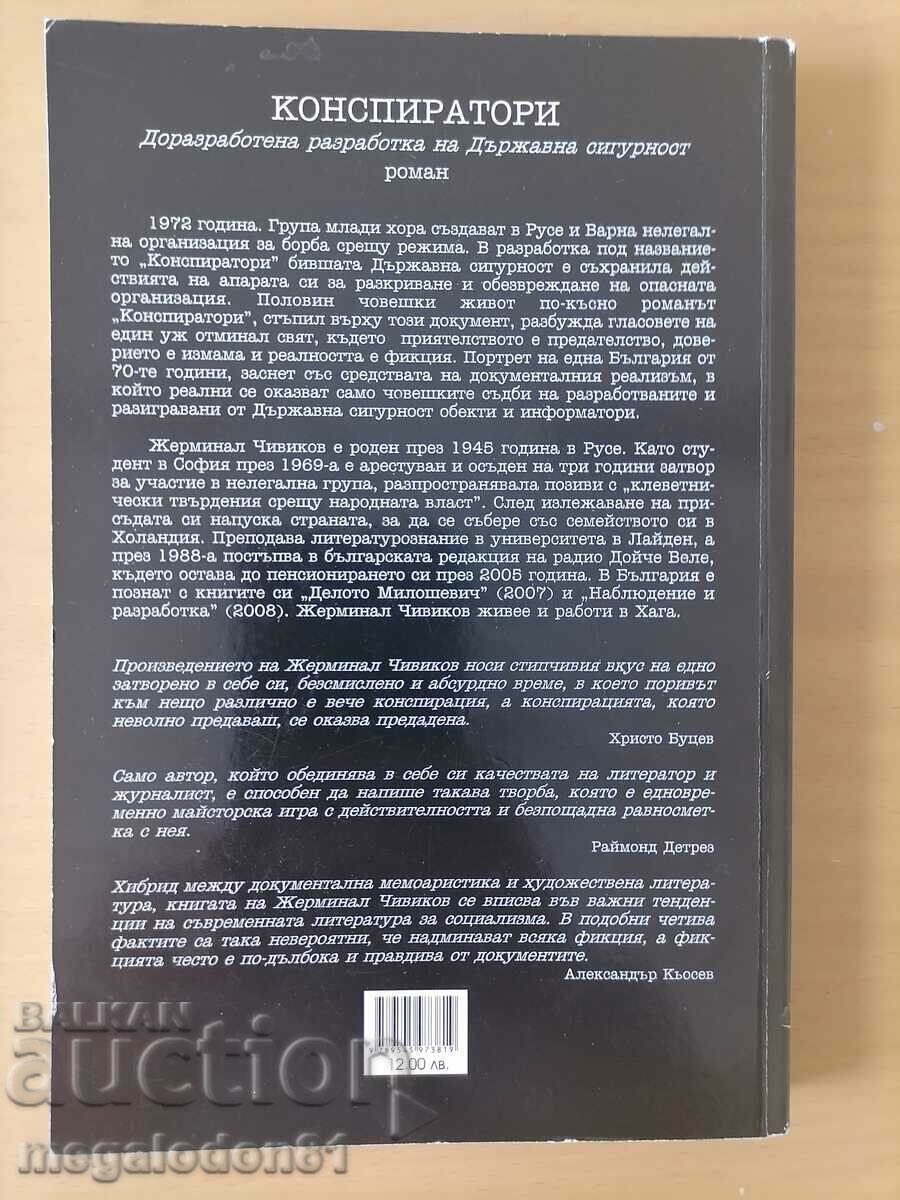 КОНСПИРАТОРИ
Доразработена разработка на Държавна сигурност
роман
1972 година. Група млади хора създават в Русе и Варна нелегал-
на организация за борба срещу режима. В разработка под название-
то „Конспиратори” бившата Държавна сигурност е съхранила дей-
ствията на апарата си за разкриване и обезвреждане на опасната
организация. Половин човешки живот по-късно романът
„Конспиратори”, стъпил върху този документ, разбужда гласовете на
един уж отминал свят, където приятелството е предателство, дове-
рието е измама и реалността е фикция. Портрет на една България от
70-те години, заснет със средствата на документалния реализъм, в
който реални се оказват само човешките съдби на разработваните и
разигравани от Държавна сигурност обекти и информатори.
Жерминал Чивиков е роден през 1945 година в Русе. Като сту-
дент в София през 1969-а е арестуван и осъден на три години затвор
за участие в нелегална група, разпространявала позиви с „клеветни-
чески твърдения срещу народната власт”. След излежаване на при-
съдата си напуска страната, за да се събере със семейството си в
Холандия. Преподава литературознание в университета в Лайден, а
през 1988-а постъпва в българската редакция на радио Дойче Веле,
където остава до пенсионирането си през 2005 година. В България е
познат с книгите си „Делото Милошевич” (2007) и „Наблюдение и
разработка” (2008). Жерминал Чивиков живее и работи в Хага.
Произведението на Жерминал Чивиков носи стипчивия вкус на едно
затворено в себе си, безсмислено и абсурдно време, в което поривът
към нещо различно е вече конспирация, а конспирацията, която
неволно предаваш, се оказва предадена.
Христо Буцев
Само автор, който обединява в себе си качествата на литератор и
журналист, е способен да напише такава творба, която е едновре-
менно майсторска игра с действителността и безпощадна равносмет-
ка с нея.
Раймонд Детрез
Хибрид между документална мемоаристика и художествена литера-
тура, книгата на Жерминал Чивиков се вписва във важни тенден-
ции на съвременната литература за социализма. В подобни четива
фактите са така невероятни, че надминават всяка фикция, а фик-
цията често е по-дълбока и правдива от документите.
Александър Кьосев
9789545973819
12.00 лв.
BALKAN
auction
megalodon81